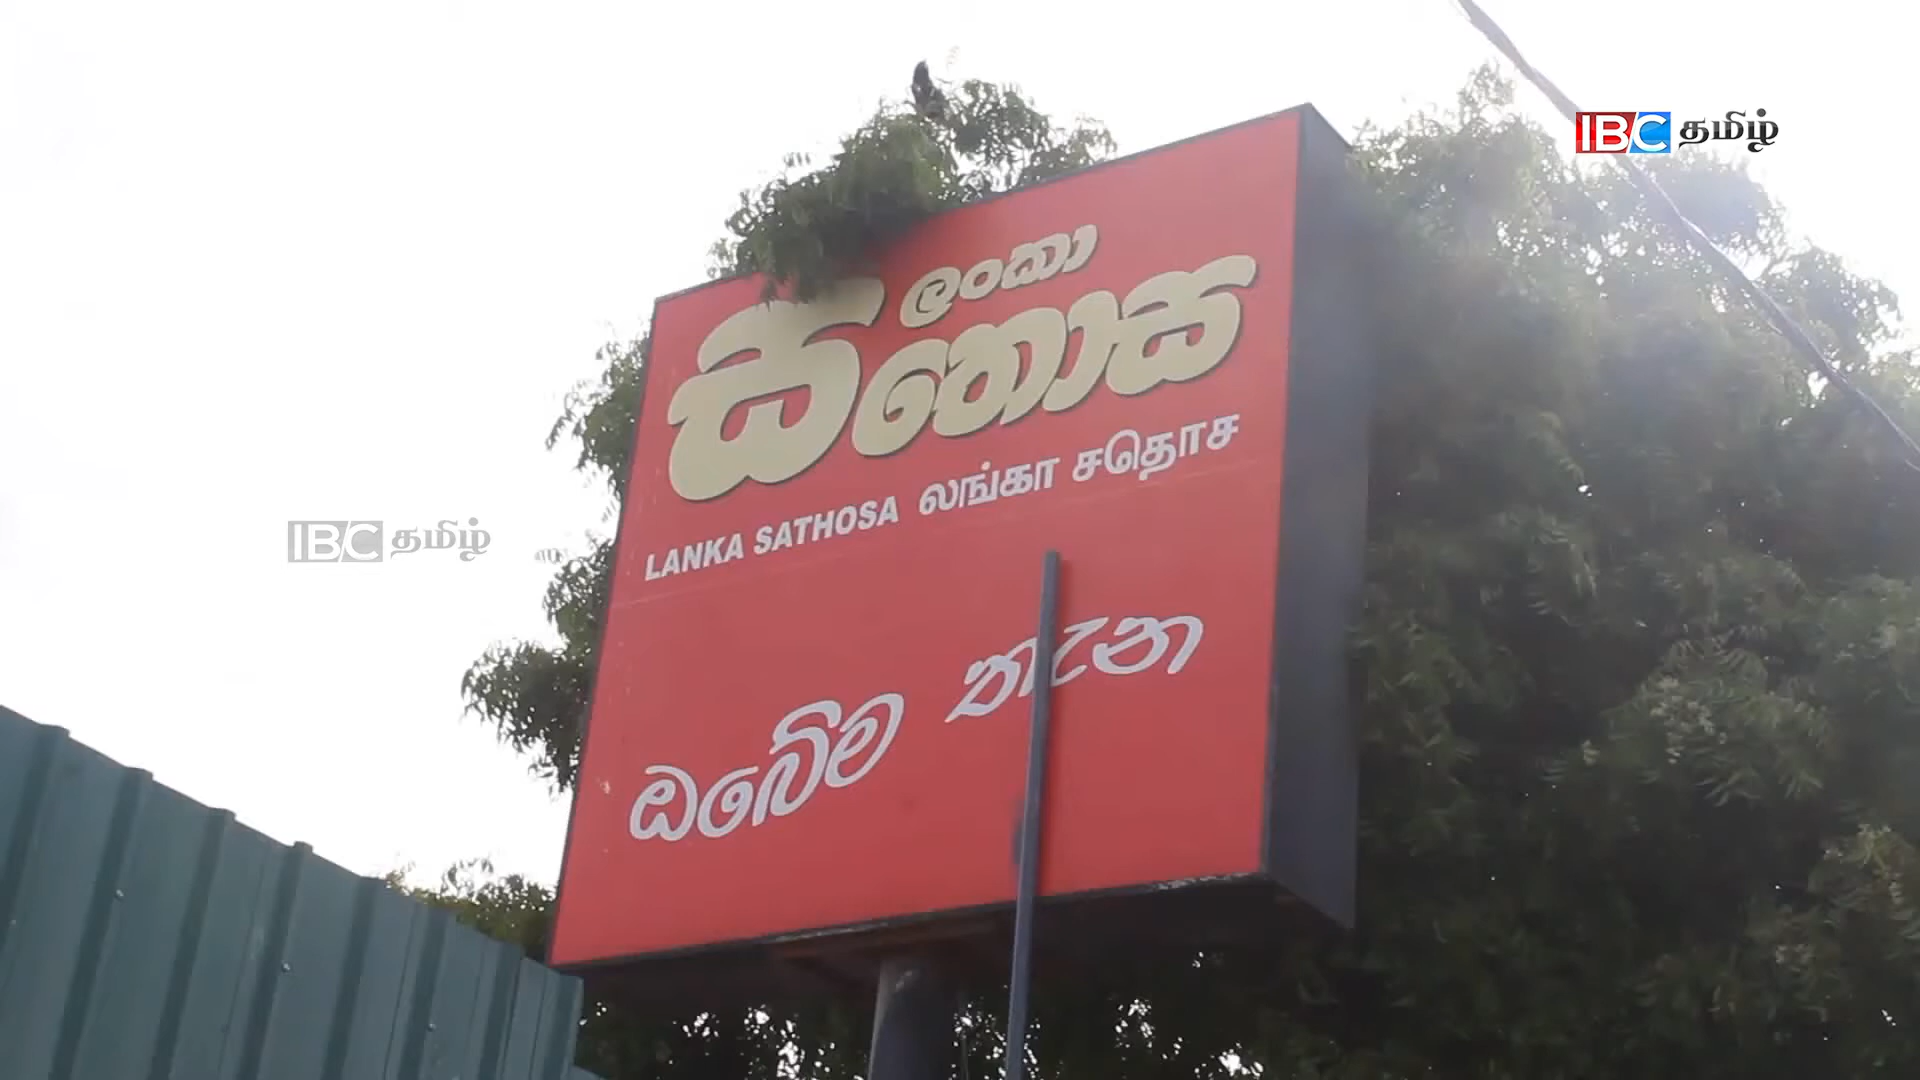 IBC தமிழ்
ලංකා
සතොස
LANKA SATHOSA லங்கா சதொச
IBC தமிழ்
ඔබේම තැන